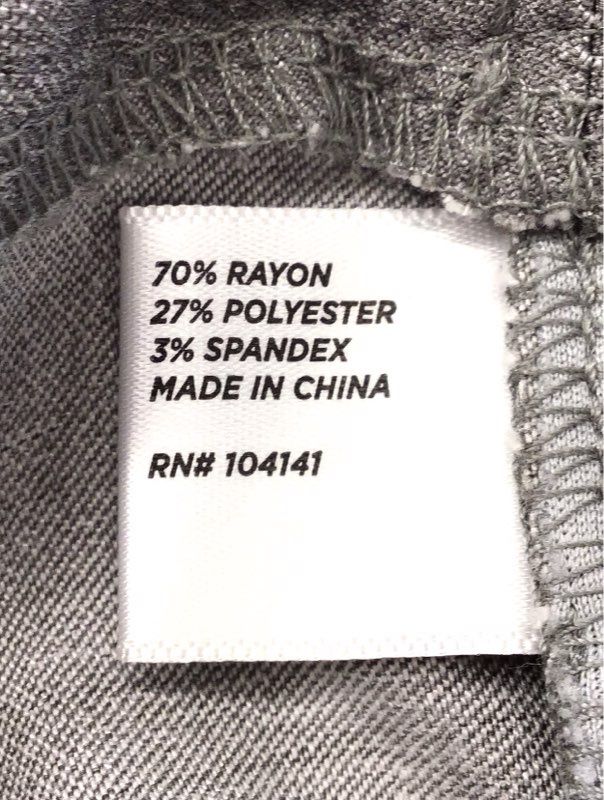 70% RAYON
27% POLYESTER
3% SPANDEX
MADE IN CHINA
RN# 104141